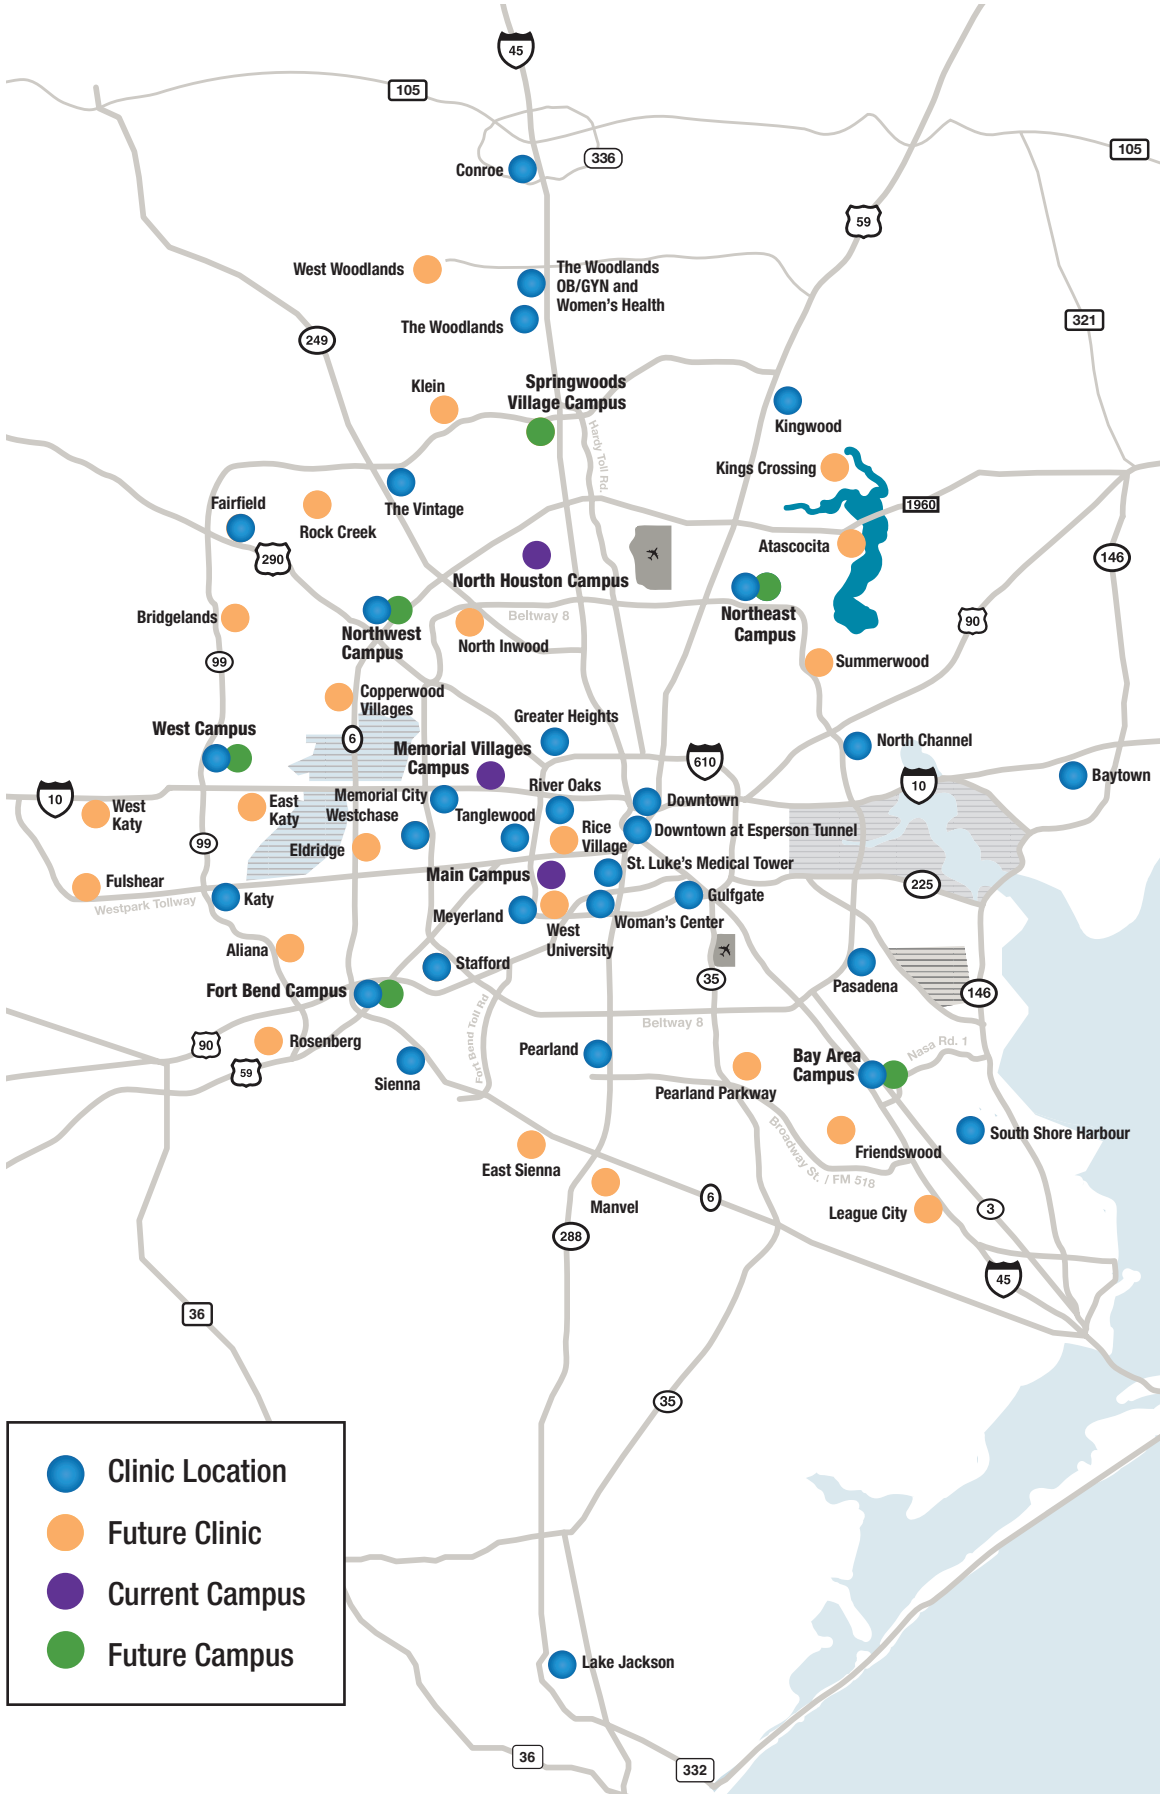 45
105
336
105
Conroe
59
West Woodlands
The Woodlands
OB/GYN and
Women's Health
The Woodlands
321
249
Klein
Springwoods
Village Campus
Hardy Toll Rd.
Kingwood
Kings Crossing
The Vintage
Fairfield
Rock Creek
1960
Atascocita
290
146
North Houston Campus
Bridgelands
Beltway 8
Northwest
Campus
North Inwood
Northeast
Campus
90
99
Summerwood
Copperwood
Villages
West Campus
6
Greater Heights
Memorial Villages
Campus
610
North Channel
10
Baytown
10
West
Katy
East
Katy
Memorial City
River Oaks
Downtown
Westchase
Tanglewood
Rice
Village
Downtown at Esperson Tunnel
99
Eldridge
St. Luke's Medical Tower
Main Campus
Fulshear
Westpark Tollway
Katy
225
Gulfgate
Meyerland
West
University
Woman's Center
Aliana
Stafford
35
Pasadena
146
Fort Bend Campus
Beltway 8
90
Rosenberg
Fort Bend Toll Rd
59
Sienna
Pearland
Nasa Rd. 1
Bay Area
Campus
Pearland Parkway
Broadway St. / FM 518
Friendswood
South Shore Harbour
East Sienna
Manvel
6
League City
3
288
45
36
35
Clinic Location
Future Clinic
Current Campus
Future Campus
Lake Jackson
36
332